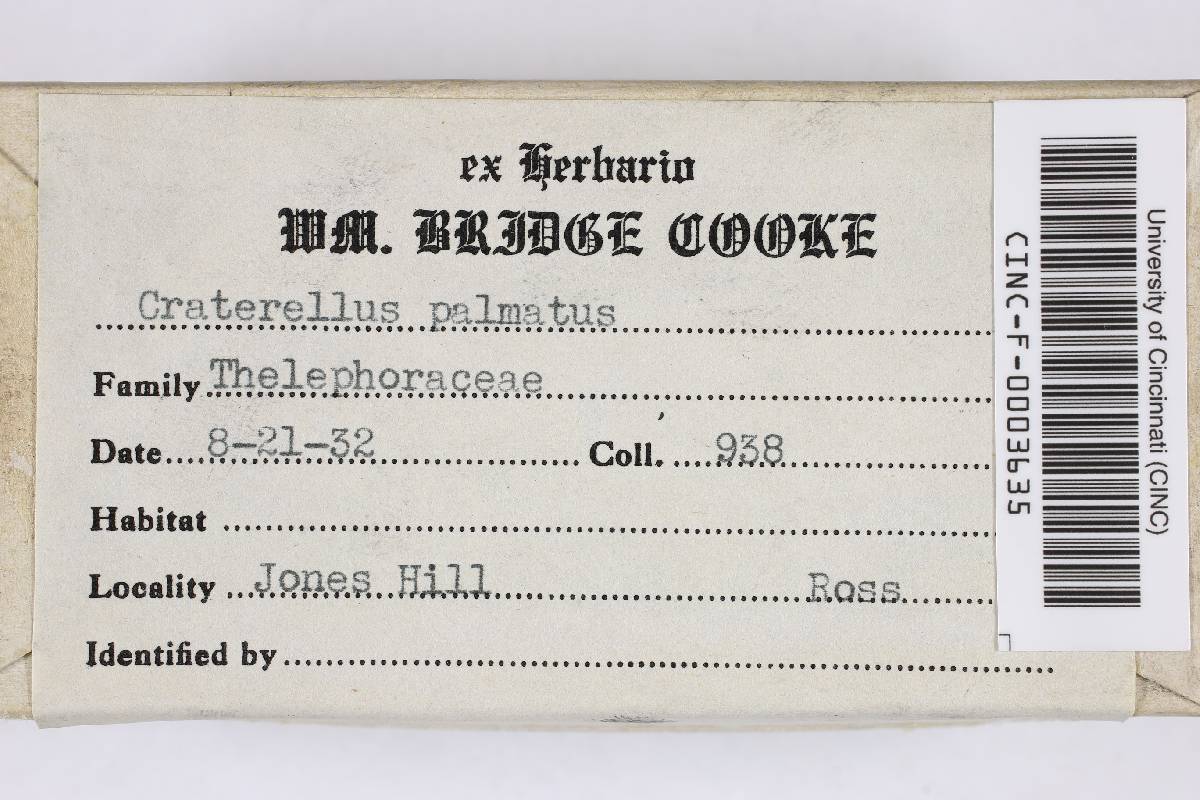 ex Herbario
WM. BRIDGE COOKE
Craterellus palmatus
Family Thelephoraceae
Date 8-21-32 Coll. 938
Habitat
Locality Jones Hill Ross
Identified by
CINC-F-0003635
University of Cincinnati (CINC)